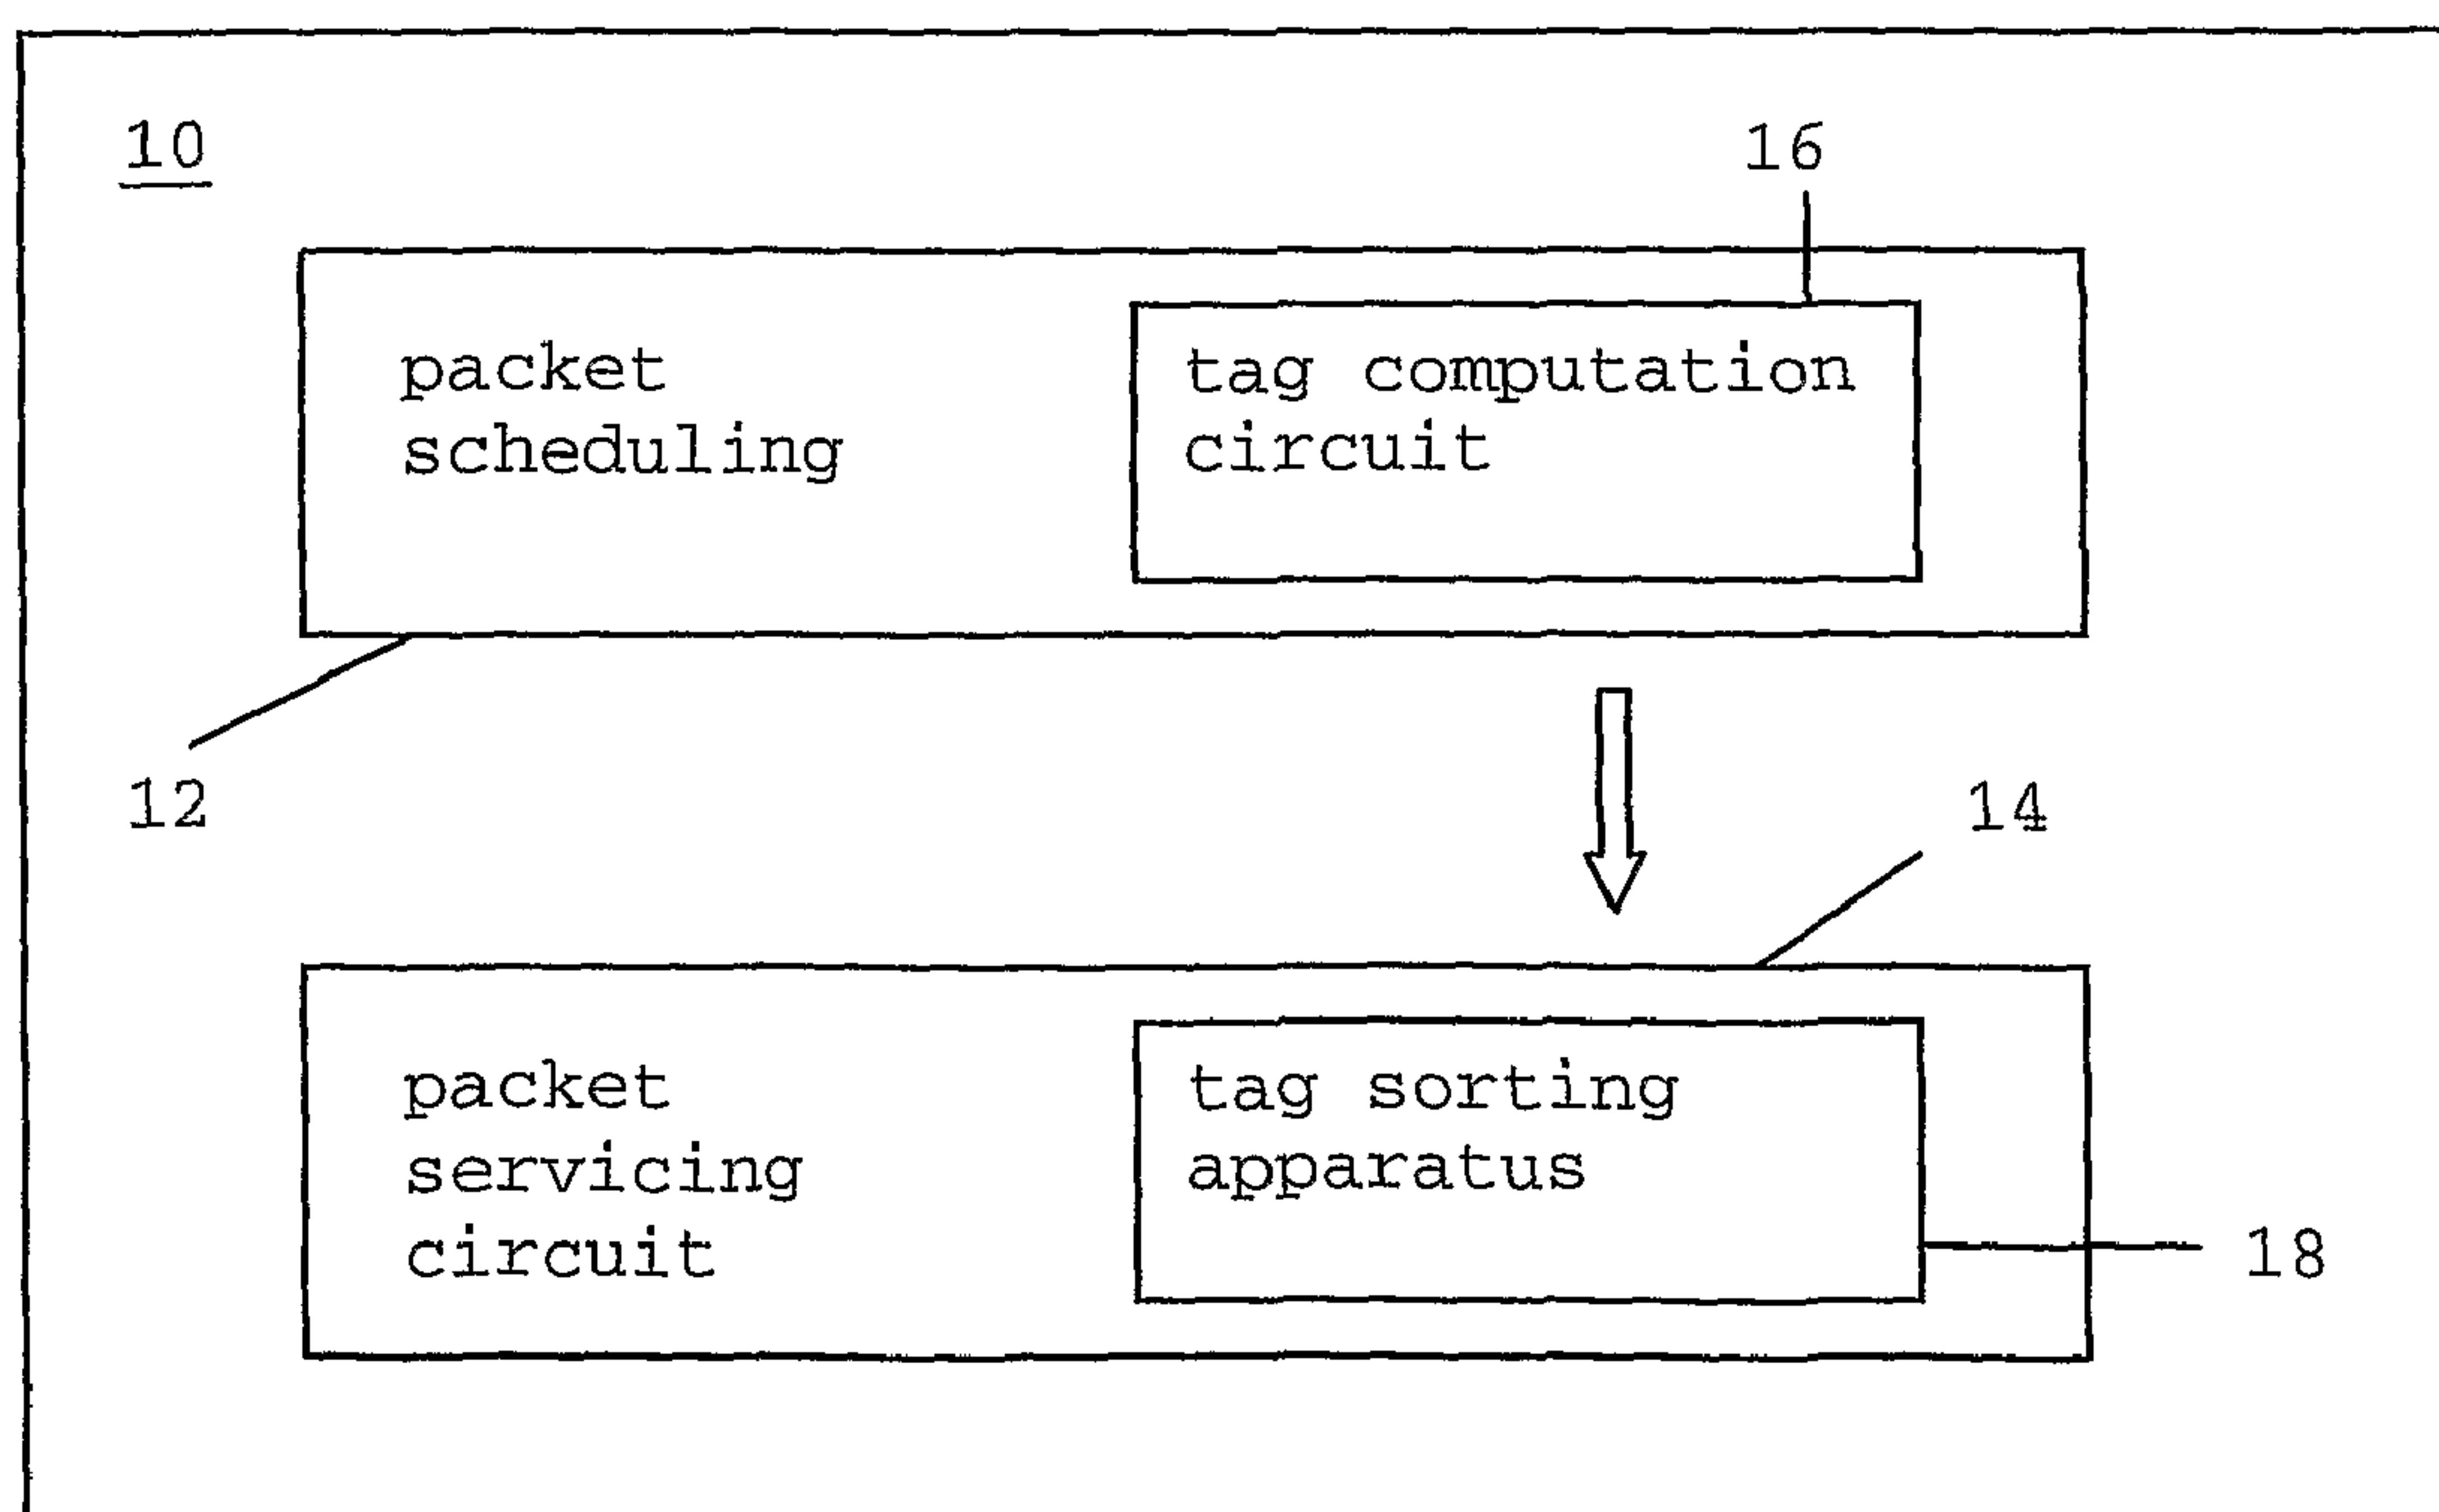 10
16
packet
scheduling
tag computation
circuit
12
14
packet
servicing
circuit
tag sorting
apparatus
18